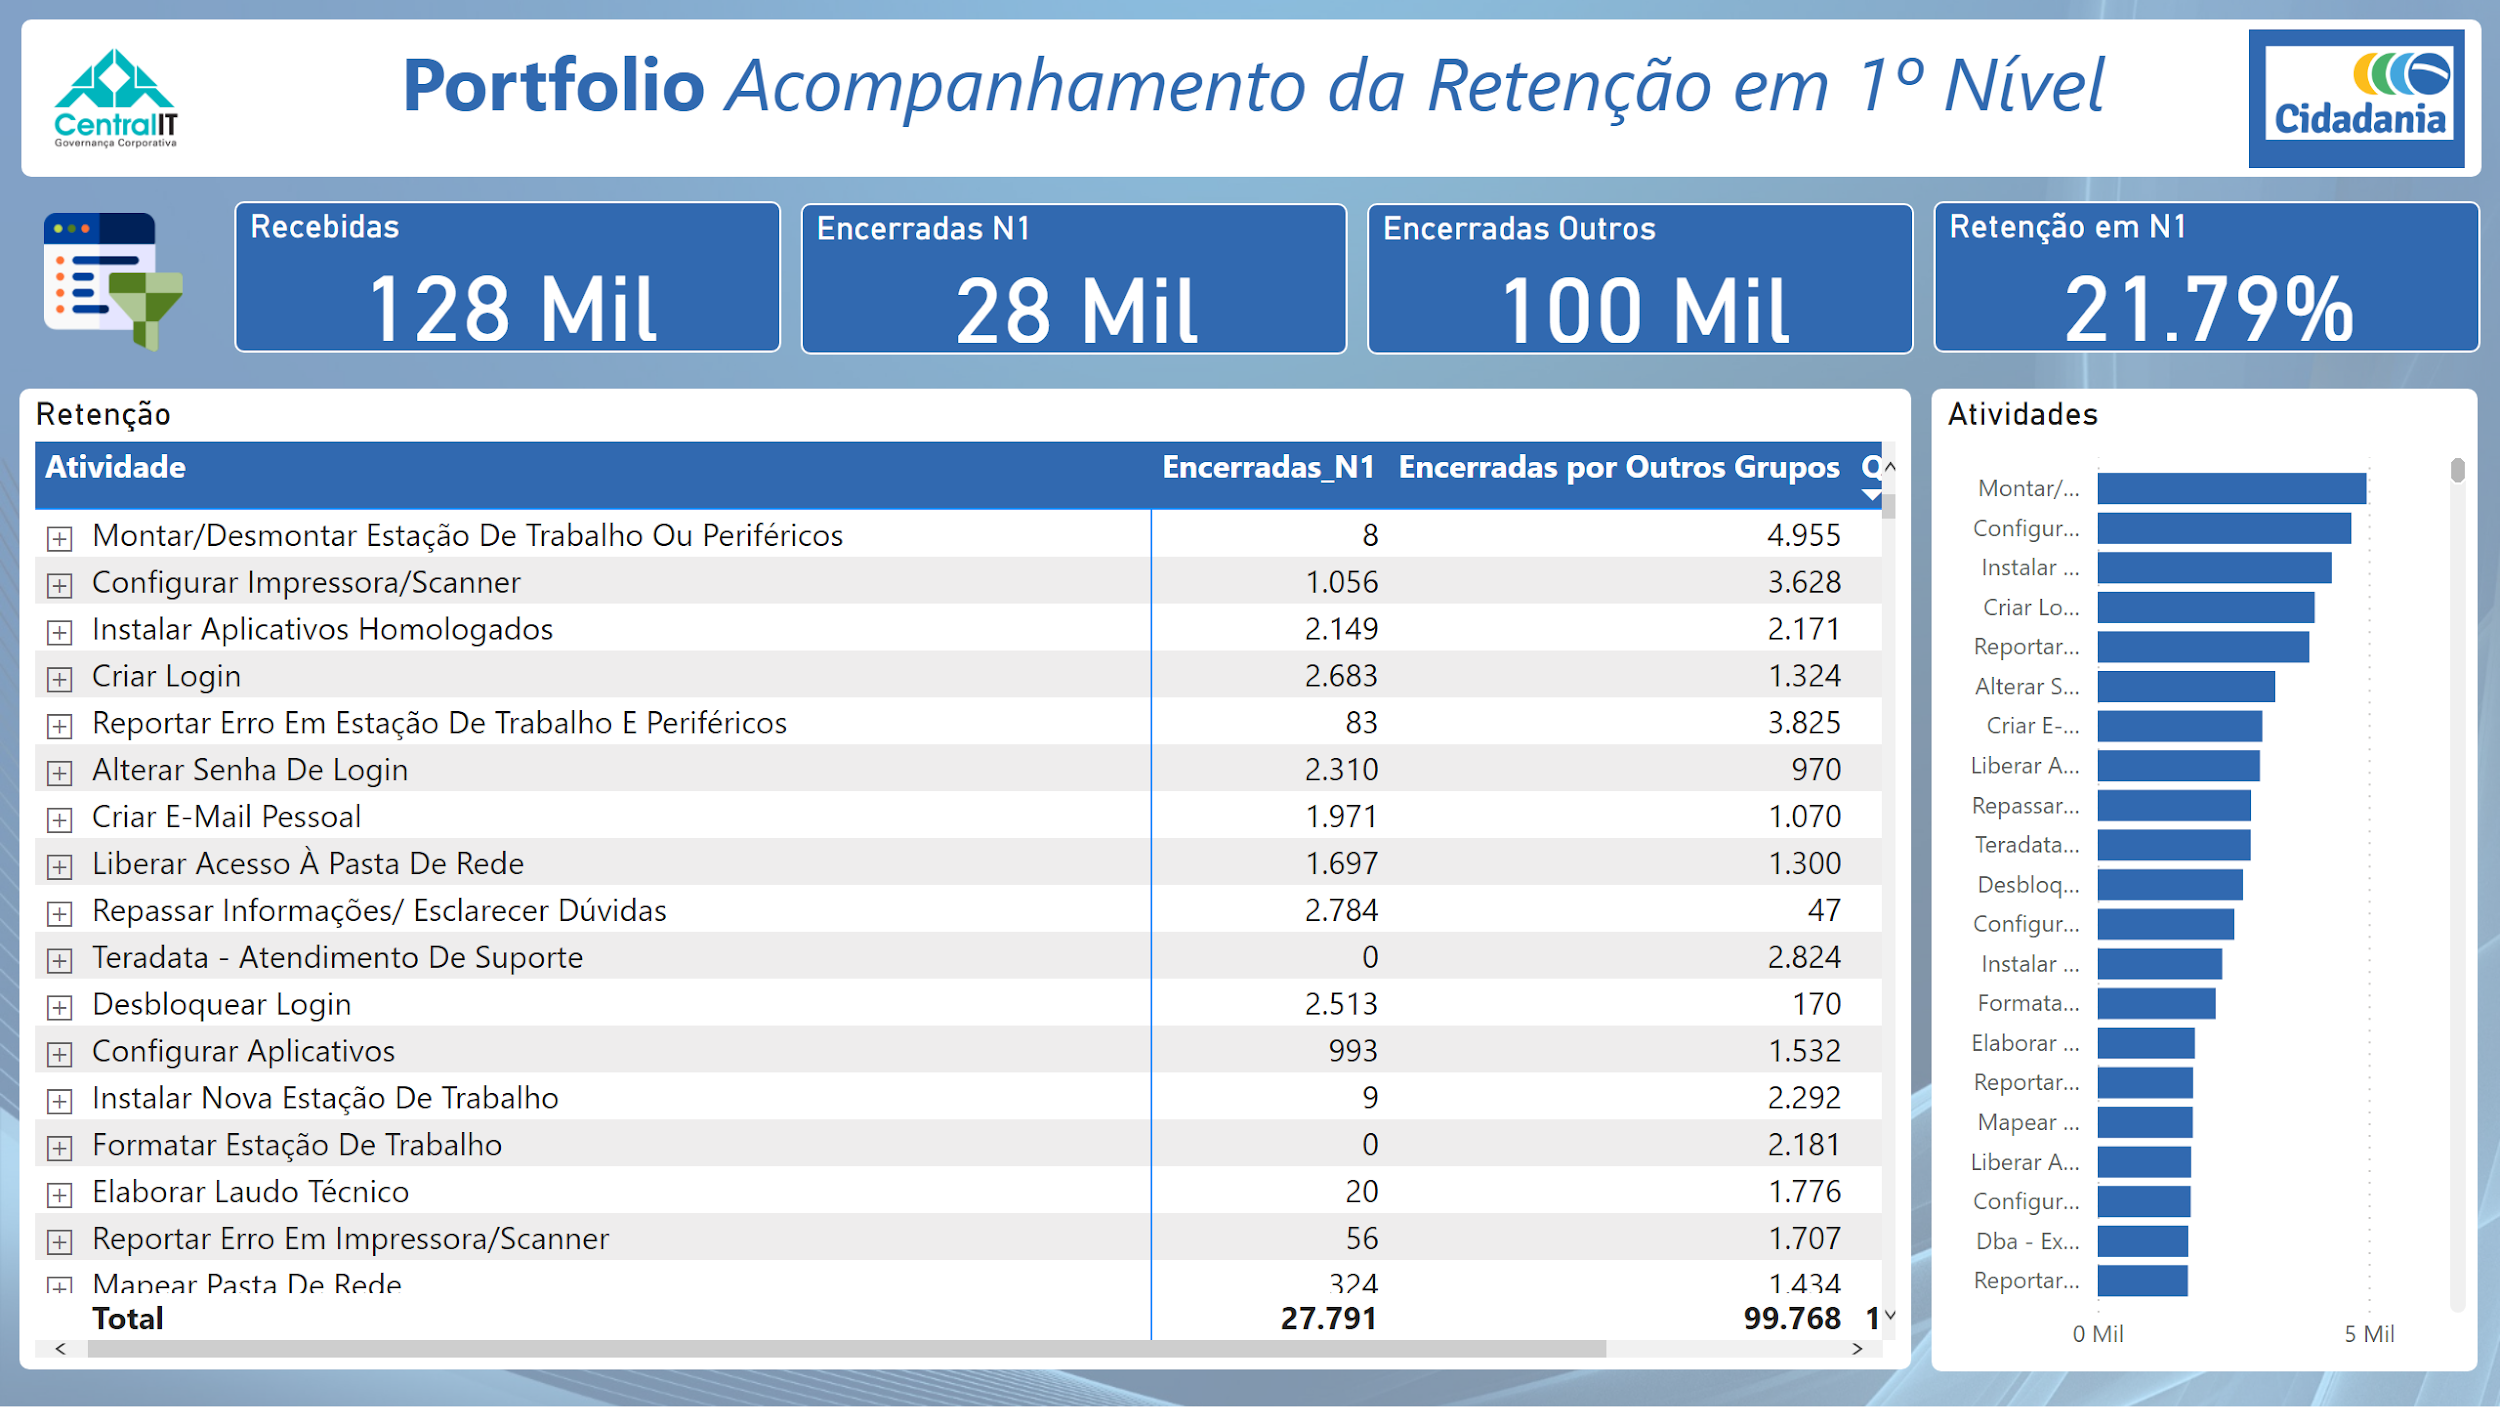 CentralIT
Governança Corporativa
Portfolio Acompanhamento da Retenção em 1º Nível
Cidadania
Recebidas
128 Mil
Encerradas N1
28 Mil
Encerradas Outros
100 Mil
Retenção em N1
21.79%
Retenção
Atividade Encerradas_N1 Encerradas por Outros Grupos Q
Montar/Desmontar Estação De Trabalho Ou Periféricos 8 4.955
Configurar Impressora/Scanner 1.056 3.628
Instalar Aplicativos Homologados 2.149 2.171
Criar Login 2.683 1.324
Reportar Erro Em Estação De Trabalho E Periféricos 83 3.825
Alterar Senha De Login 2.310 970
Criar E-Mail Pessoal 1.971 1.070
Liberar Acesso À Pasta De Rede 1.697 1.300
Repassar Informações/ Esclarecer Dúvidas 2.784 47
Teradata - Atendimento De Suporte 0 2.824
Desbloquear Login 2.513 170
Configurar Aplicativos 993 1.532
Instalar Nova Estação De Trabalho 9 2.292
Formatar Estação De Trabalho 0 2.181
Elaborar Laudo Técnico 20 1.776
Reportar Erro Em Impressora/Scanner 56 1.707
Mapear Pasta De Rede 324 1.434
Total 27.791 99.768 1
Atividades
Montar/...
Configur...
Instalar ...
Criar Lo...
Reportar...
Alterar S...
Criar E-...
Liberar A...
Repassar...
Teradata...
Desbloq...
Configur...
Instalar ...
Formata...
Elaborar ...
Reportar...
Mapear ...
Liberar A...
Configur...
Dba - Ex...
Reportar...
0 Mil 5 Mil